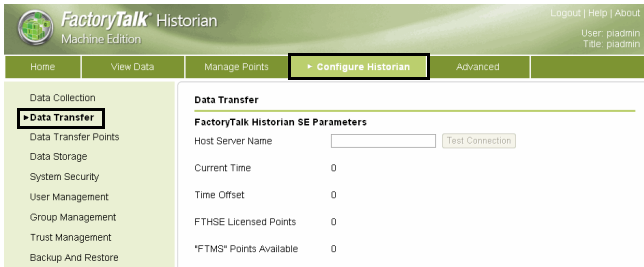 FactoryTalk® Historian
Machine Edition
Logout | Help | About
User: piadmin
Title: piadmin
Home View Data Manage Points Configure Historian Advanced
Data Collection
Data Transfer
Data Transfer Points
Data Storage
System Security
User Management
Group Management
Trust Management
Backup And Restore
Data Transfer
FactoryTalk Historian SE Parameters
Host Server Name Test Connection
Current Time 0
Time Offset 0
FTHSE Licensed Points 0
"FTMS" Points Available 0